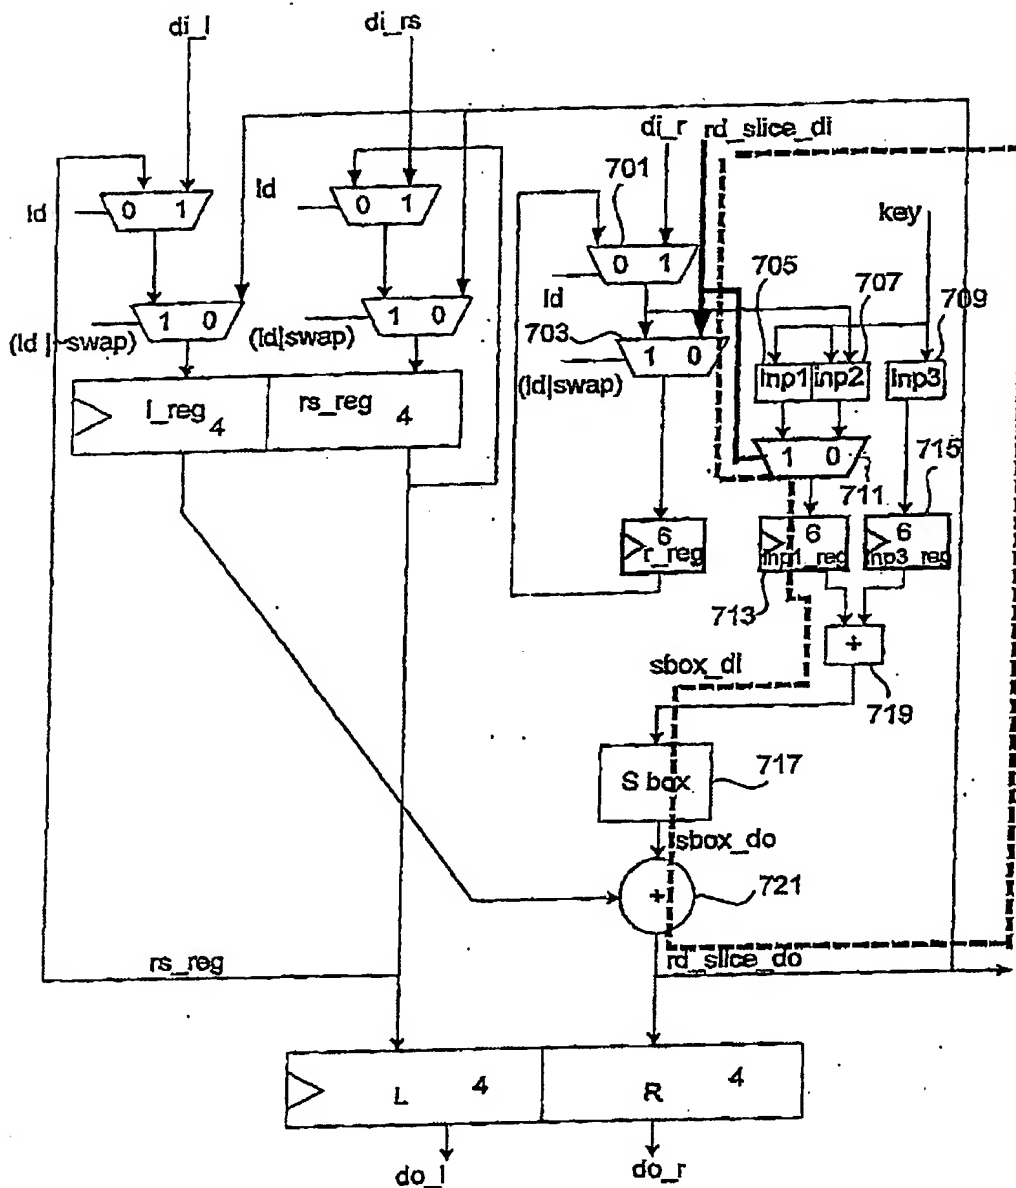 di_l
di_rs
di_r
rd_slice_di
701
ld
0 1
ld
0 1
key
705
707
709
0 1
ld
703
(ld | ~swap)
1 0
(ld|swap)
1 0
1 0
(ld|swap)
inp1
inp2
inp3
l_reg 4
rs_reg 4
1 0
711
715
6
r_reg
6
inp1_reg
6
inp3_reg
713
+
719
sbox_di
S box
717
sbox_do
+
721
rs_reg
rd_slice_do
L 4
R 4
do_l
do_r